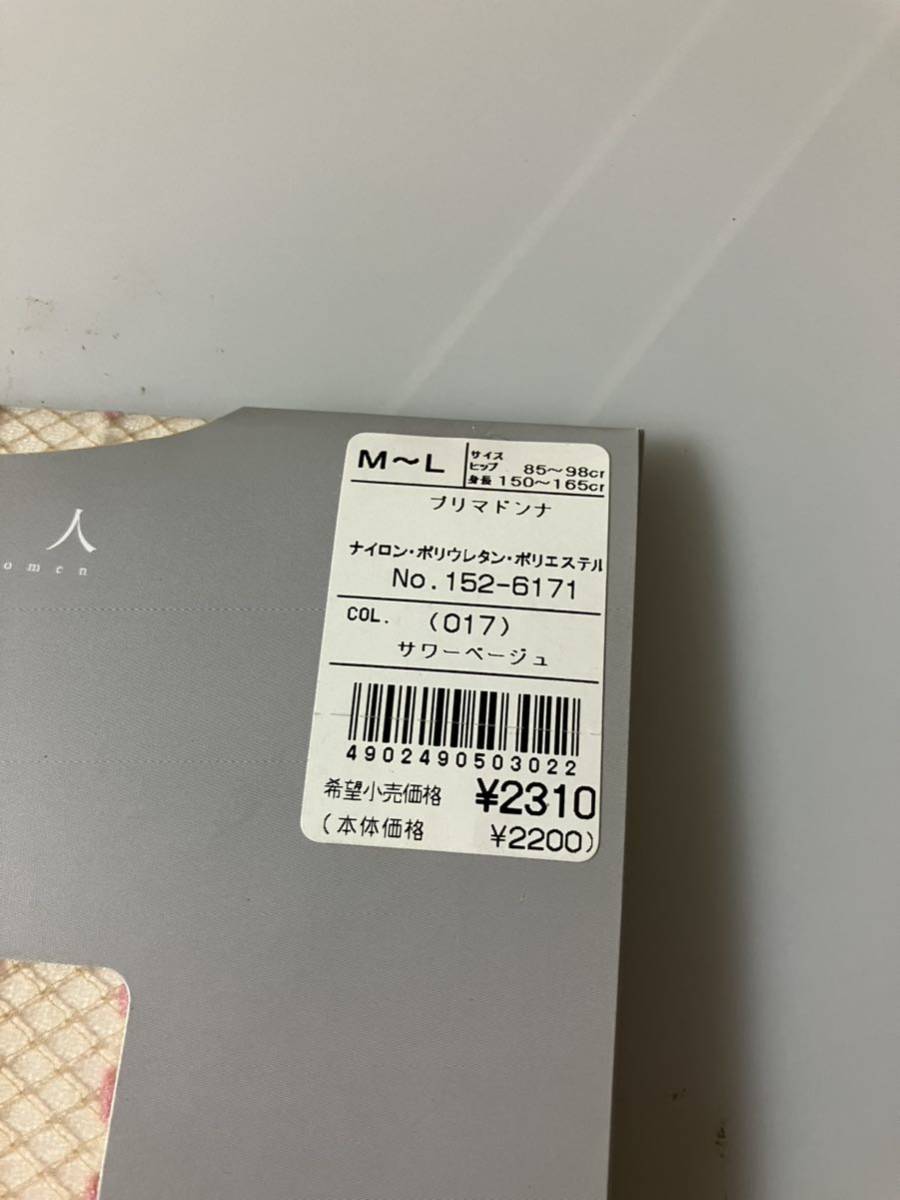 人
omen
M～L
サイズ
ヒップ 85～98cm
身長 150～165cm
プリマドンナ
ナイロン・ポリウレタン・ポリエステル
No.152-6171
COL. (017)
サワーベージュ
4902490503022
希望小売価格 ¥2310
(本体価格 ¥2200)